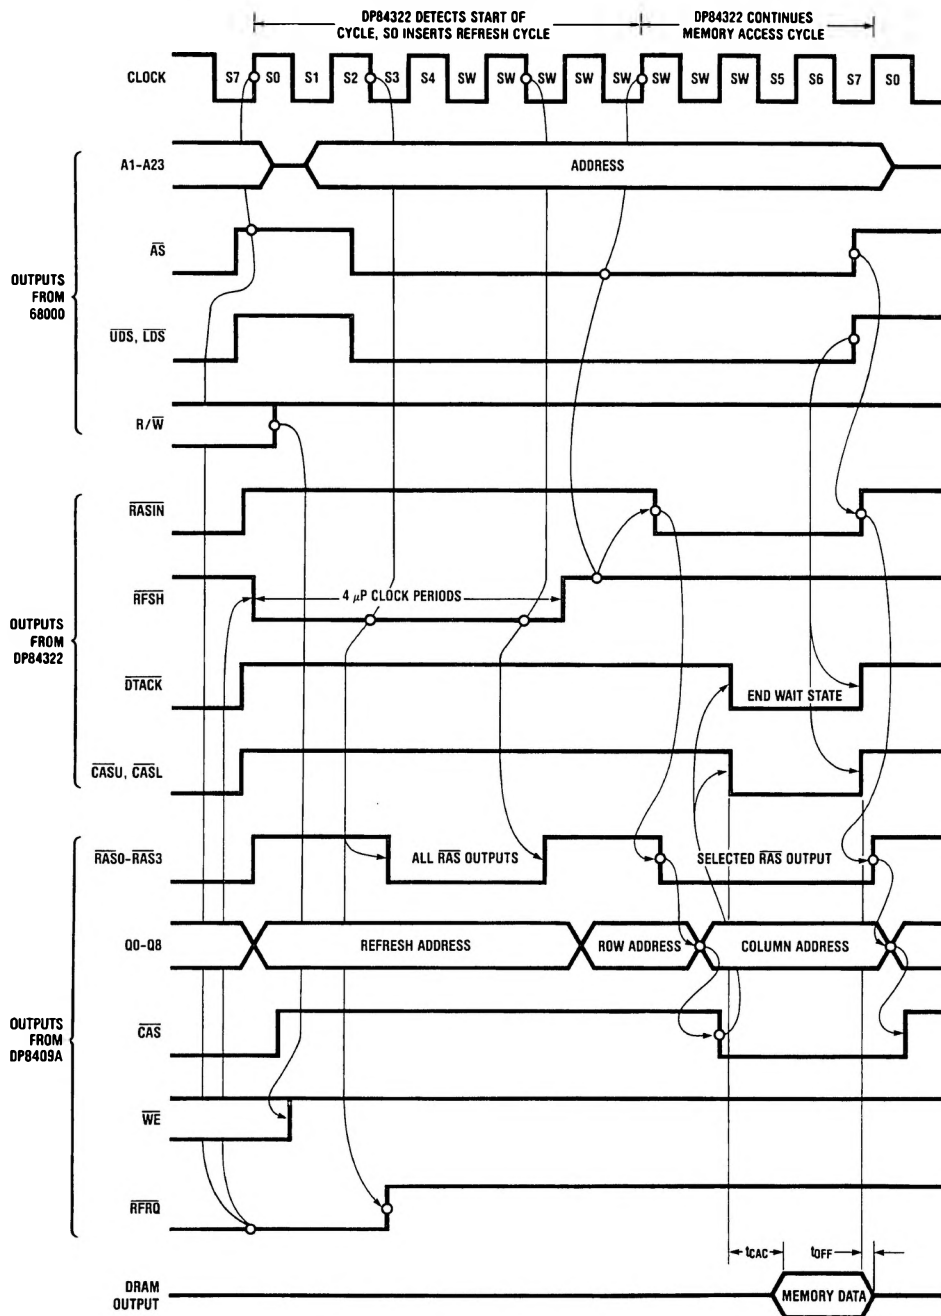 DP84322 DETECTS START OF
CYCLE, SO INSERTS REFRESH CYCLE
DP84322 CONTINUES
MEMORY ACCESS CYCLE
CLOCK
S7 S0 S1 S2 S3 S4 SW SW SW SW SW SW SW SW S5 S6 S7 S0
A1-A23
ADDRESS
AS
OUTPUTS
FROM
68000
UDS, LDS
R/W
RASIN
RFSH
4 μP CLOCK PERIODS
OUTPUTS
FROM
DP84322
DTACK
END WAIT STATE
CASU, CASL
RAS0-RAS3
ALL RAS OUTPUTS
SELECTED RAS OUTPUT
Q0-Q8
REFRESH ADDRESS
ROW ADDRESS
COLUMN ADDRESS
OUTPUTS
FROM
DP8409A
CAS
WE
RFRQ
tCAC
tOFF
DRAM
OUTPUT
MEMORY DATA